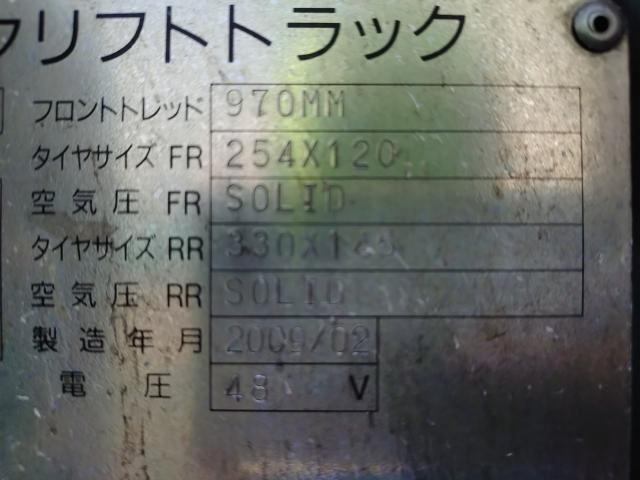 フリフトトラック
フロントトレッド 970MM
タイヤサイズ FR 254X120
空気圧 FR SOLID
タイヤサイズ RR
空気圧 RR SOLID
製造年月 2009/02
電圧 48 V